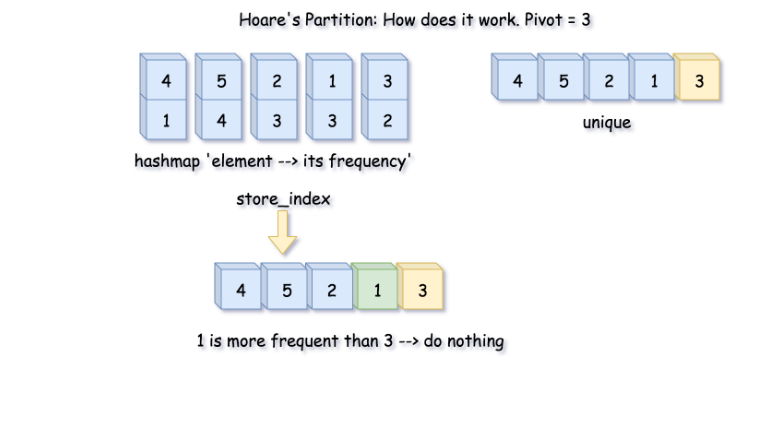 Hoare's Partition: How does it work. Pivot = 3
4 5 2 1 3
1 4 3 3 2
hashmap 'element --> its frequency'
4 5 2 1 3
unique
store_index
4 5 2 1 3
1 is more frequent than 3 --> do nothing